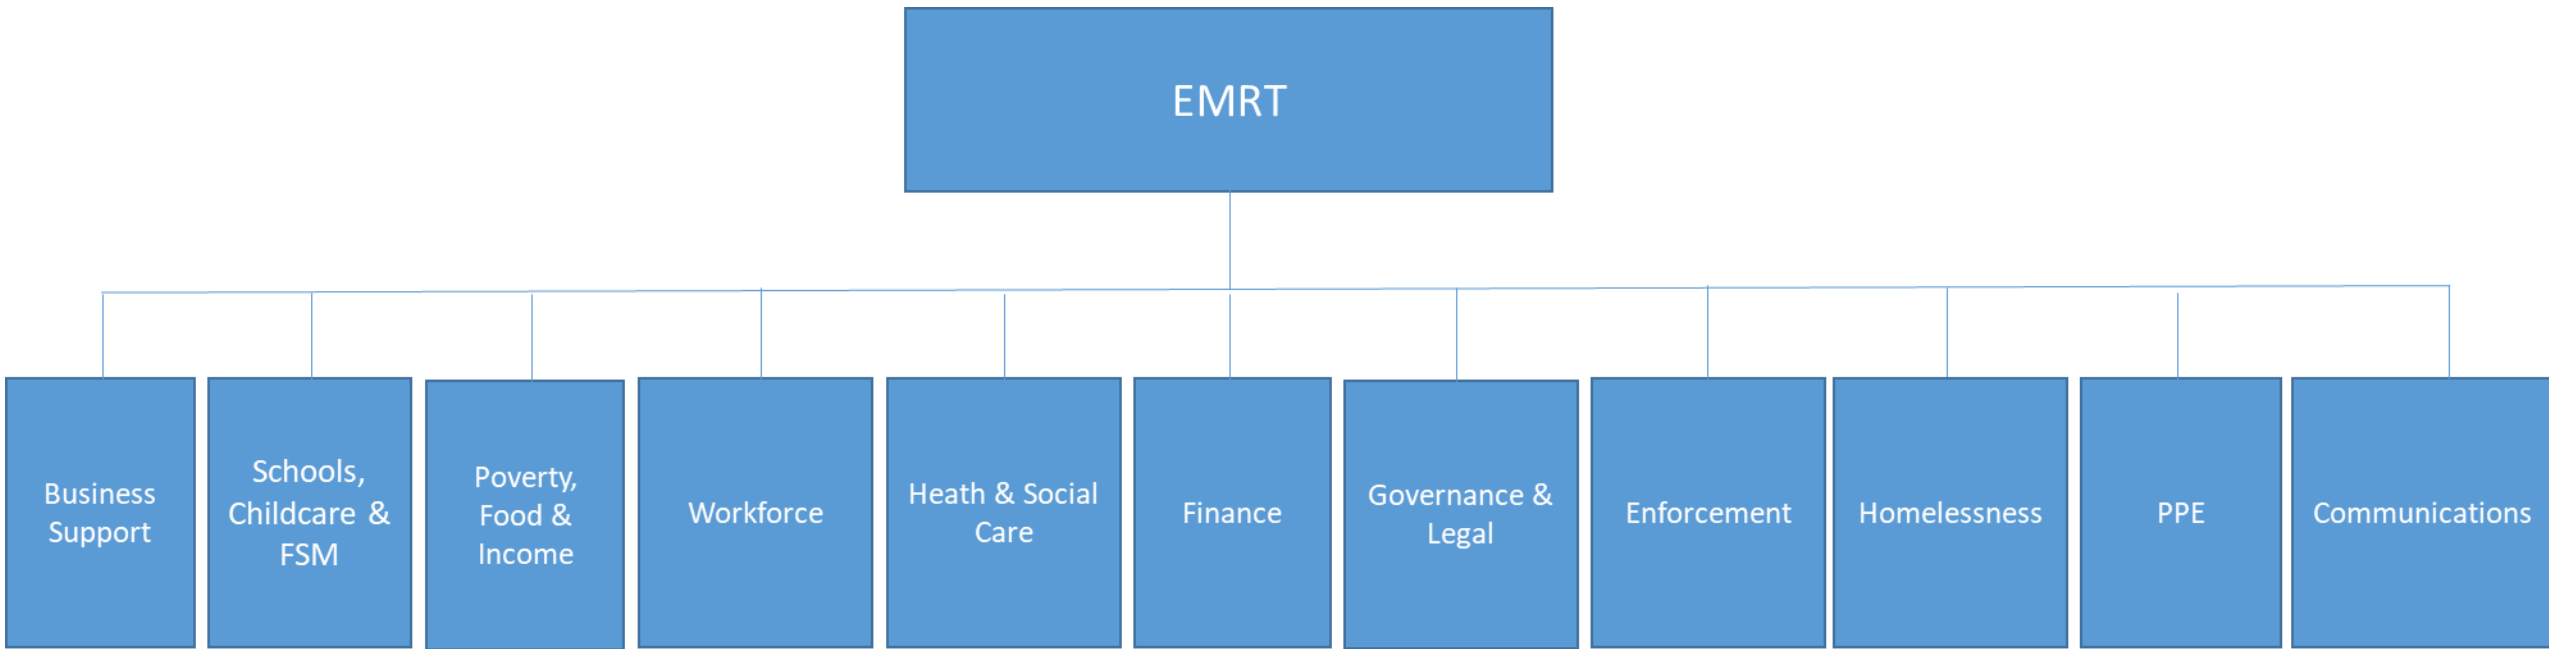 EMRT
Business
Support
Schools,
Childcare &
FSM
Poverty,
Food &
Income
Workforce
Heath & Social
Care
Finance
Governance &
Legal
Enforcement
Homelessness
PPE
Communications